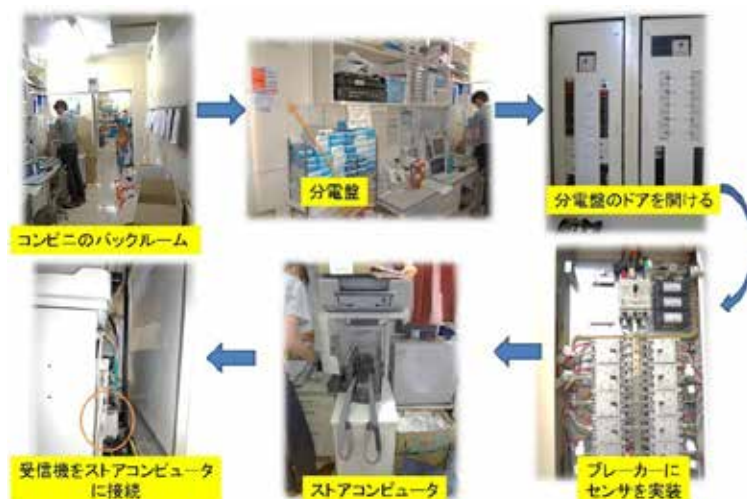 コンビニのバックルーム
分電盤
分電盤のドアを開ける
ブレーカーに
センサを実装
ストアコンピュータ
受信機をストアコンピュータ
に接続